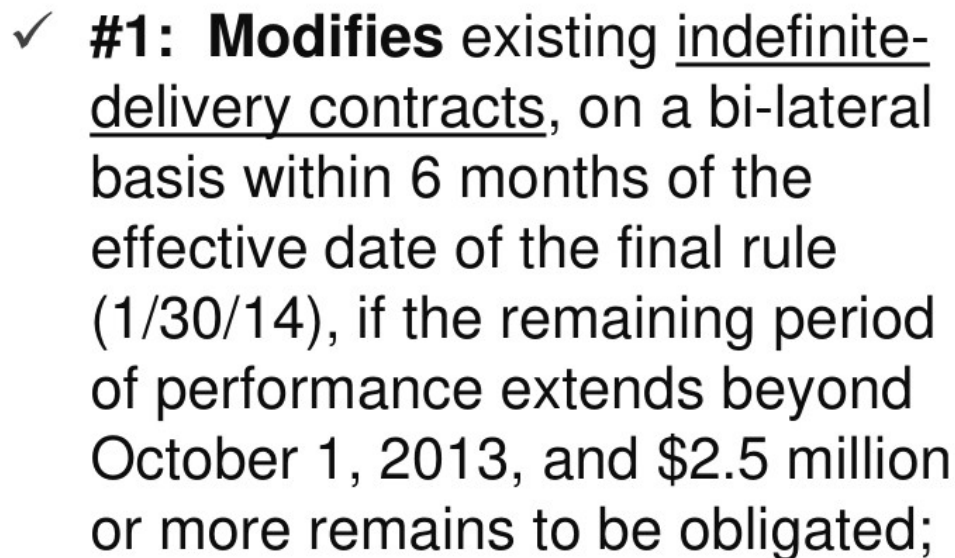 ✓ #1: Modifies existing indefinite-
delivery contracts, on a bi-lateral
basis within 6 months of the
effective date of the final rule
(1/30/14), if the remaining period
of performance extends beyond
October 1, 2013, and $2.5 million
or more remains to be obligated;